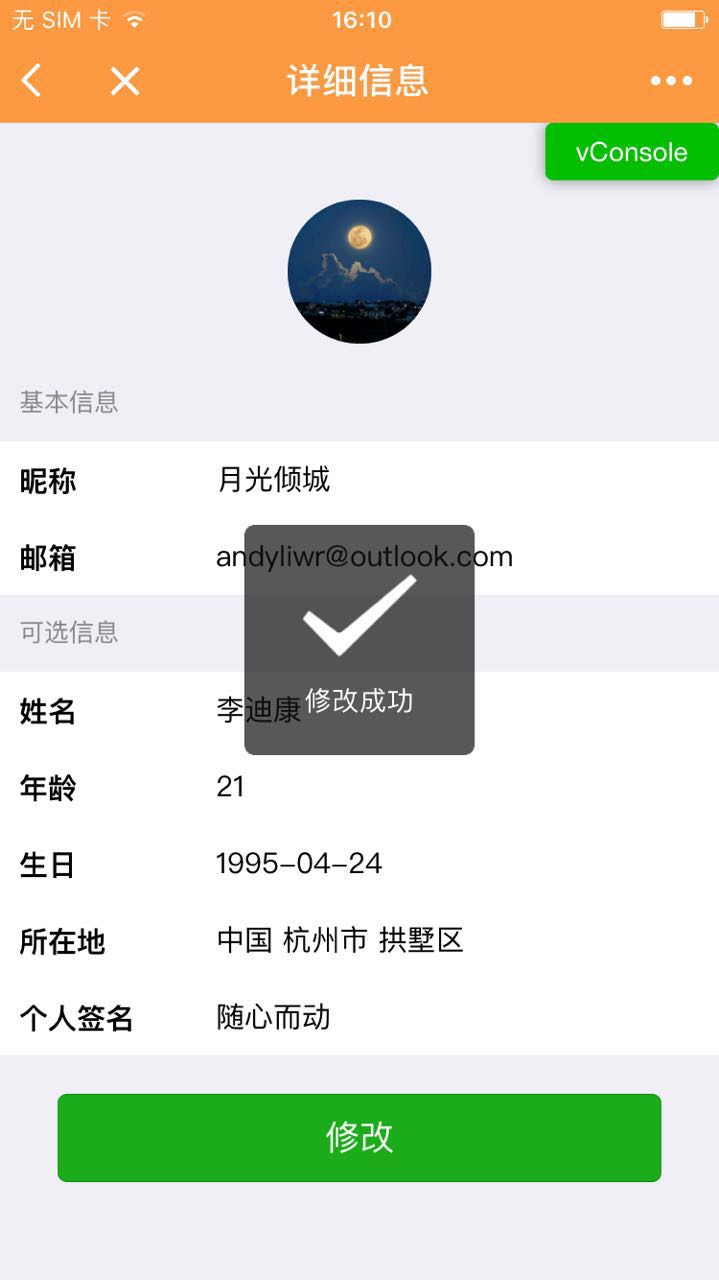 无 SIM 卡 16:10
详细信息
vConsole
基本信息
昵称 月光倾城
邮箱 andyliwr@outlook.com
可选信息
姓名 李迪康
修改成功
年龄 21
生日 1995-04-24
所在地 中国 杭州市 拱墅区
个人签名 随心而动
修改